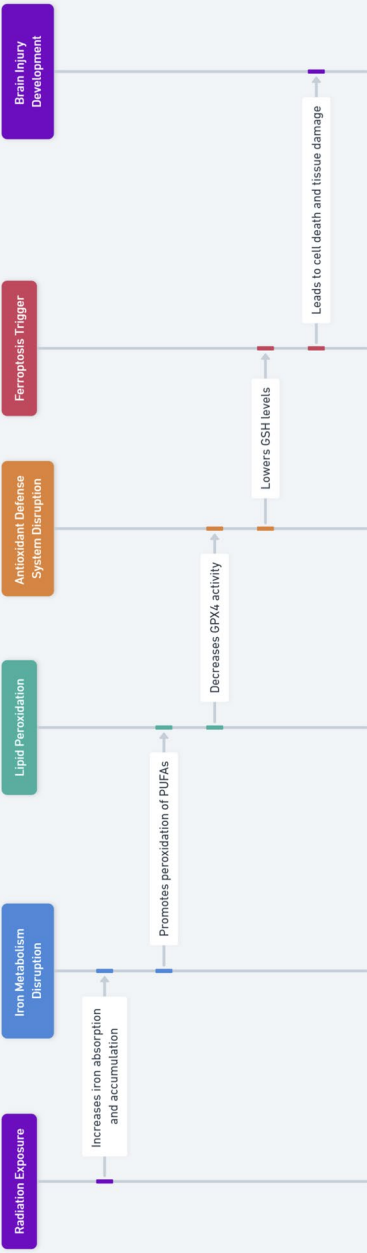 Radiation Exposure
Iron Metabolism
Disruption
Lipid Peroxidation
Antioxidant Defense
System Disruption
Ferroptosis Trigger
Brain Injury
Development
Increases iron absorption
and accumulation
Promotes peroxidation of PUFAs
Decreases GPX4 activity
Lowers GSH levels
Leads to cell death and tissue damage